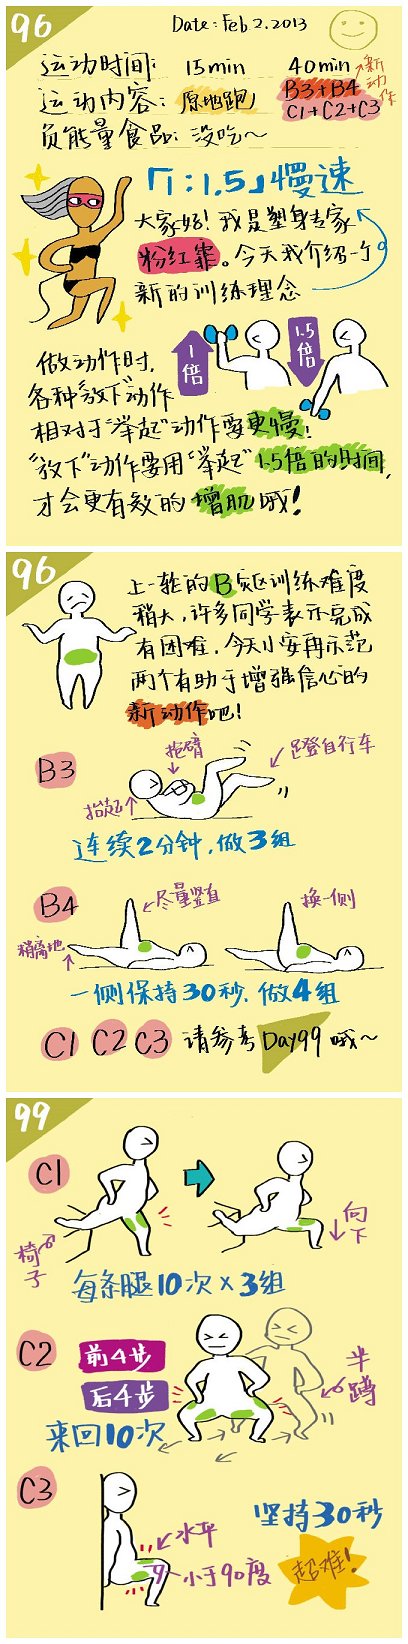 96
Date: Feb.2.2013
运动时间: 15min 40min
运动内容: 原地跑 B3+B4 新动作
C1+C2+C3
负能量食品: 没吃~
「1:1.5」慢速
大家好! 我是塑身专家
粉红靠。今天我介绍一个
新的训练理念
1倍
1.5倍
做动作时,
各种“放下”动作
相对于“举起”动作要更慢!
“放下”动作要用“举起”1.5倍的时间,
才会更有效的增肌哦!
96
上一轮的B灾区训练难度
稍大, 许多同学表示完成
有困难, 今天小安再示范
两个有助于增强信心的
新动作吧!
B3
抱臂
蹬自行车
抬起
连续2分钟, 做3组
B4
尽量竖直
换一侧
稍离地
一侧保持30秒, 做4组
C1 C2 C3 请参考 Day99 哦~
99
C1
椅子
向下
每条腿10次×3组
C2
前4步
后4步
半蹲
来回10次
C3
水平
小于90度
坚持30秒
超难!